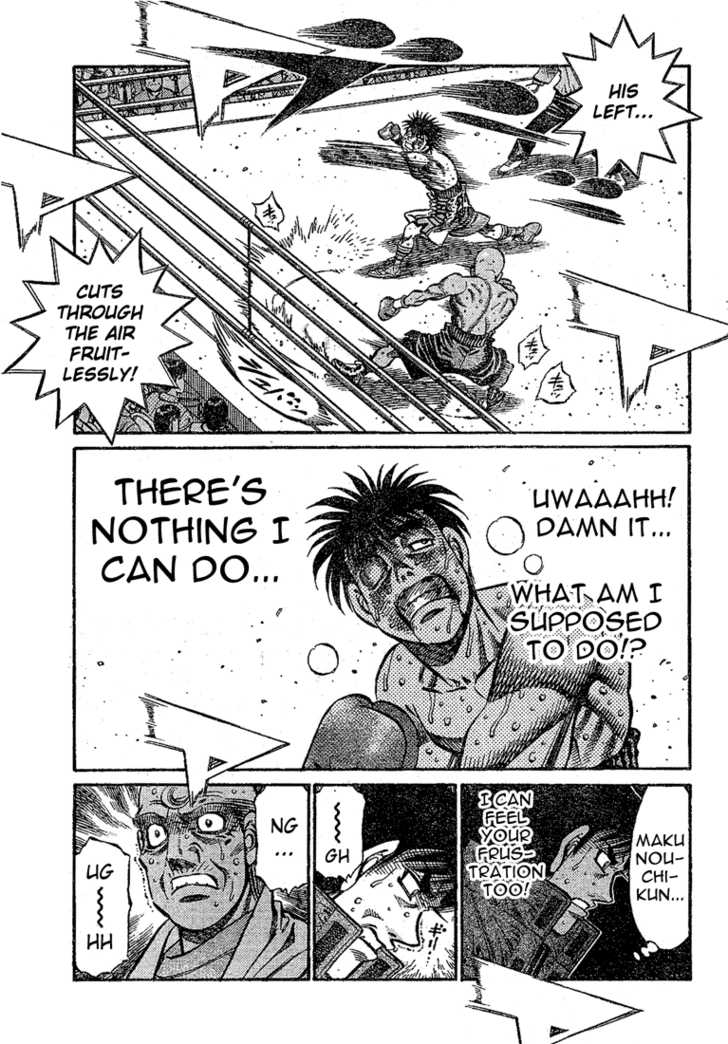 HIS
LEFT...
CUTS
THROUGH
THE AIR
FRUIT-
LESSLY!
THERE'S
NOTHING I
CAN DO...
UWAAAHH!
DAMN IT...
WHAT AM I
SUPPOSED
TO DO!?
MAKU
NOU-
CHI-
KUN...
I CAN
FEEL
YOUR
FRUS-
TRATION
TOO!
GH
NG
...
UG
HH